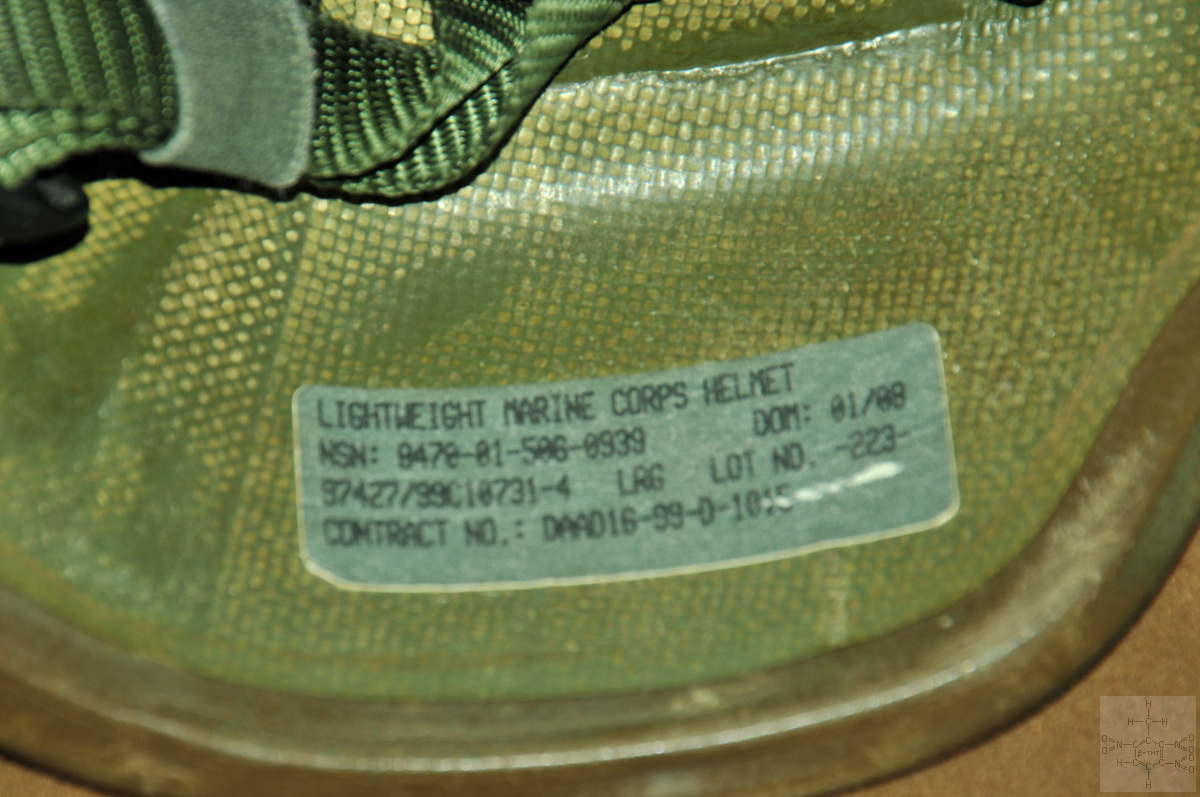 LIGHTWEIGHT MARINE CORPS HELMET
NSN: 8470-01-506-0939 DOM: 01/08
97427/99C10731-4 LRG LOT NO. -223-
CONTRACT NO.: DAAD16-99-D-1015